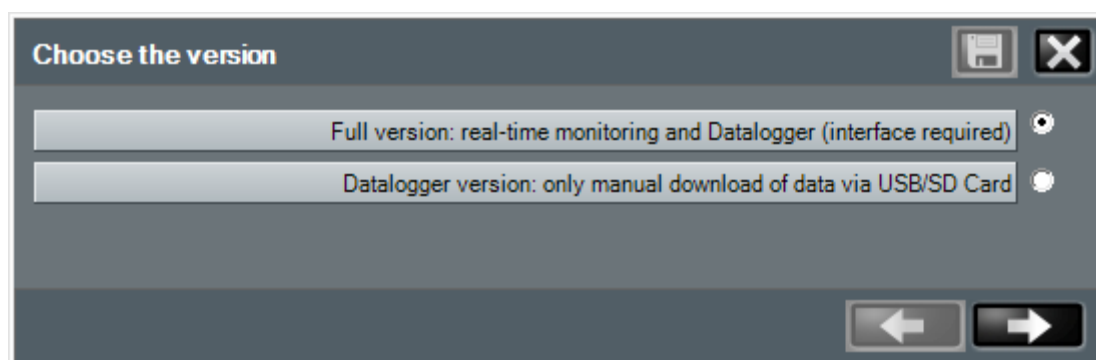 Choose the version
Full version: real-time monitoring and Datalogger (interface required)
Datalogger version: only manual download of data via USB/SD Card